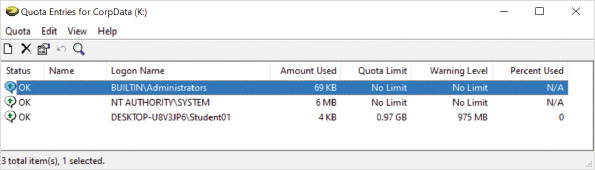 Quota Entries for CorpData (K:)
Quota Edit View Help
Status Name Logon Name Amount Used Quota Limit Warning Level Percent Used
OK BUILTIN\Administrators 69 KB No Limit No Limit N/A
OK NT AUTHORITY\SYSTEM 6 MB No Limit No Limit N/A
OK DESKTOP-U8V3JP6\Student01 4 KB 0.97 GB 975 MB 0
3 total item(s), 1 selected.